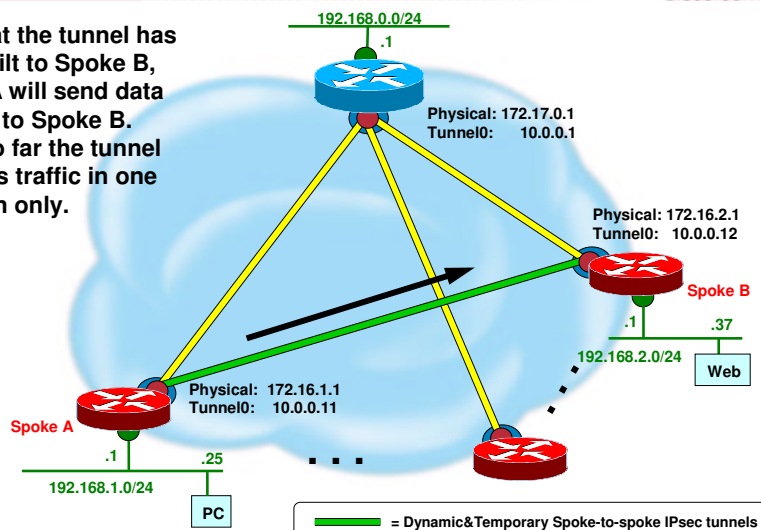 192.168.0.0/24
.1
at the tunnel has
ilt to Spoke B,
A will send data
to Spoke B.
o far the tunnel
s traffic in one
n only.
Physical: 172.17.0.1
Tunnel0: 10.0.0.1
Physical: 172.16.2.1
Tunnel0: 10.0.0.12
Spoke B
.1
.37
192.168.2.0/24
Web
Physical: 172.16.1.1
Tunnel0: 10.0.0.11
Spoke A
.1
.25
192.168.1.0/24
PC
. . .
= Dynamic&Temporary Spoke-to-spoke IPsec tunnels